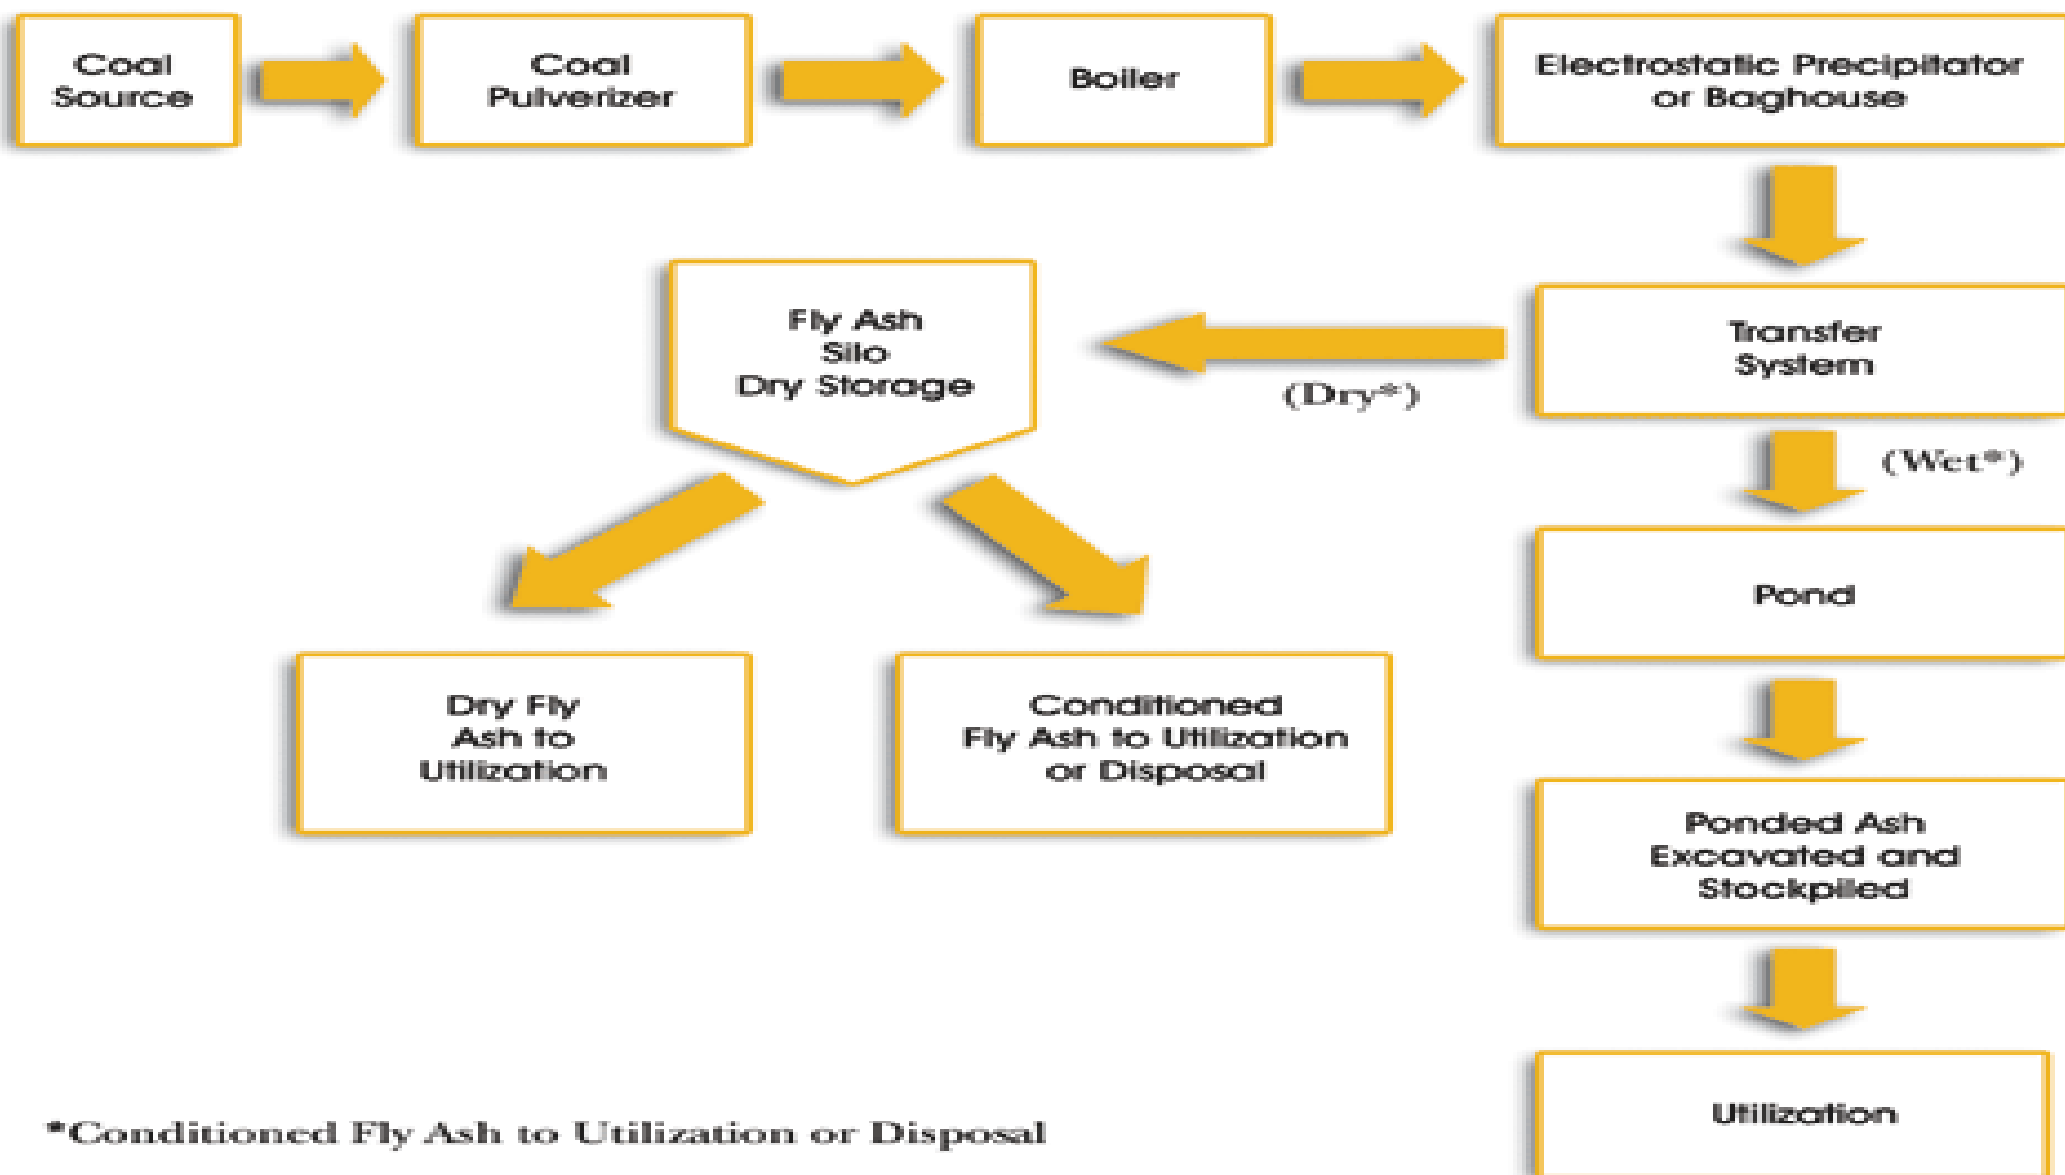 Coal
Source
Coal
Pulverizer
Boiler
Electrostatic Precipitator
or Baghouse
Transfer
System
(Dry*)
Fly Ash
Silo
Dry Storage
(Wet*)
Pond
Dry Fly
Ash to
Utilization
Conditioned
Fly Ash to Utilization
or Disposal
Ponded Ash
Excavated and
Stockpiled
Utilization
*Conditioned Fly Ash to Utilization or Disposal